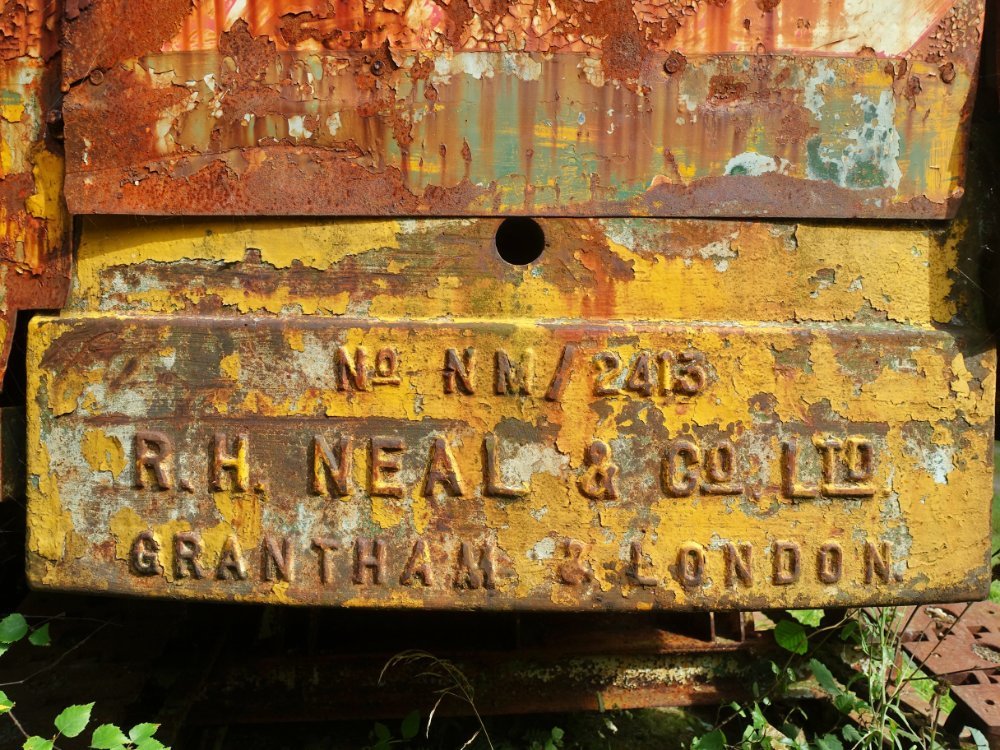 No NM/2413
R.H. NEAL & Co. LTD
GRANTHAM & LONDON.